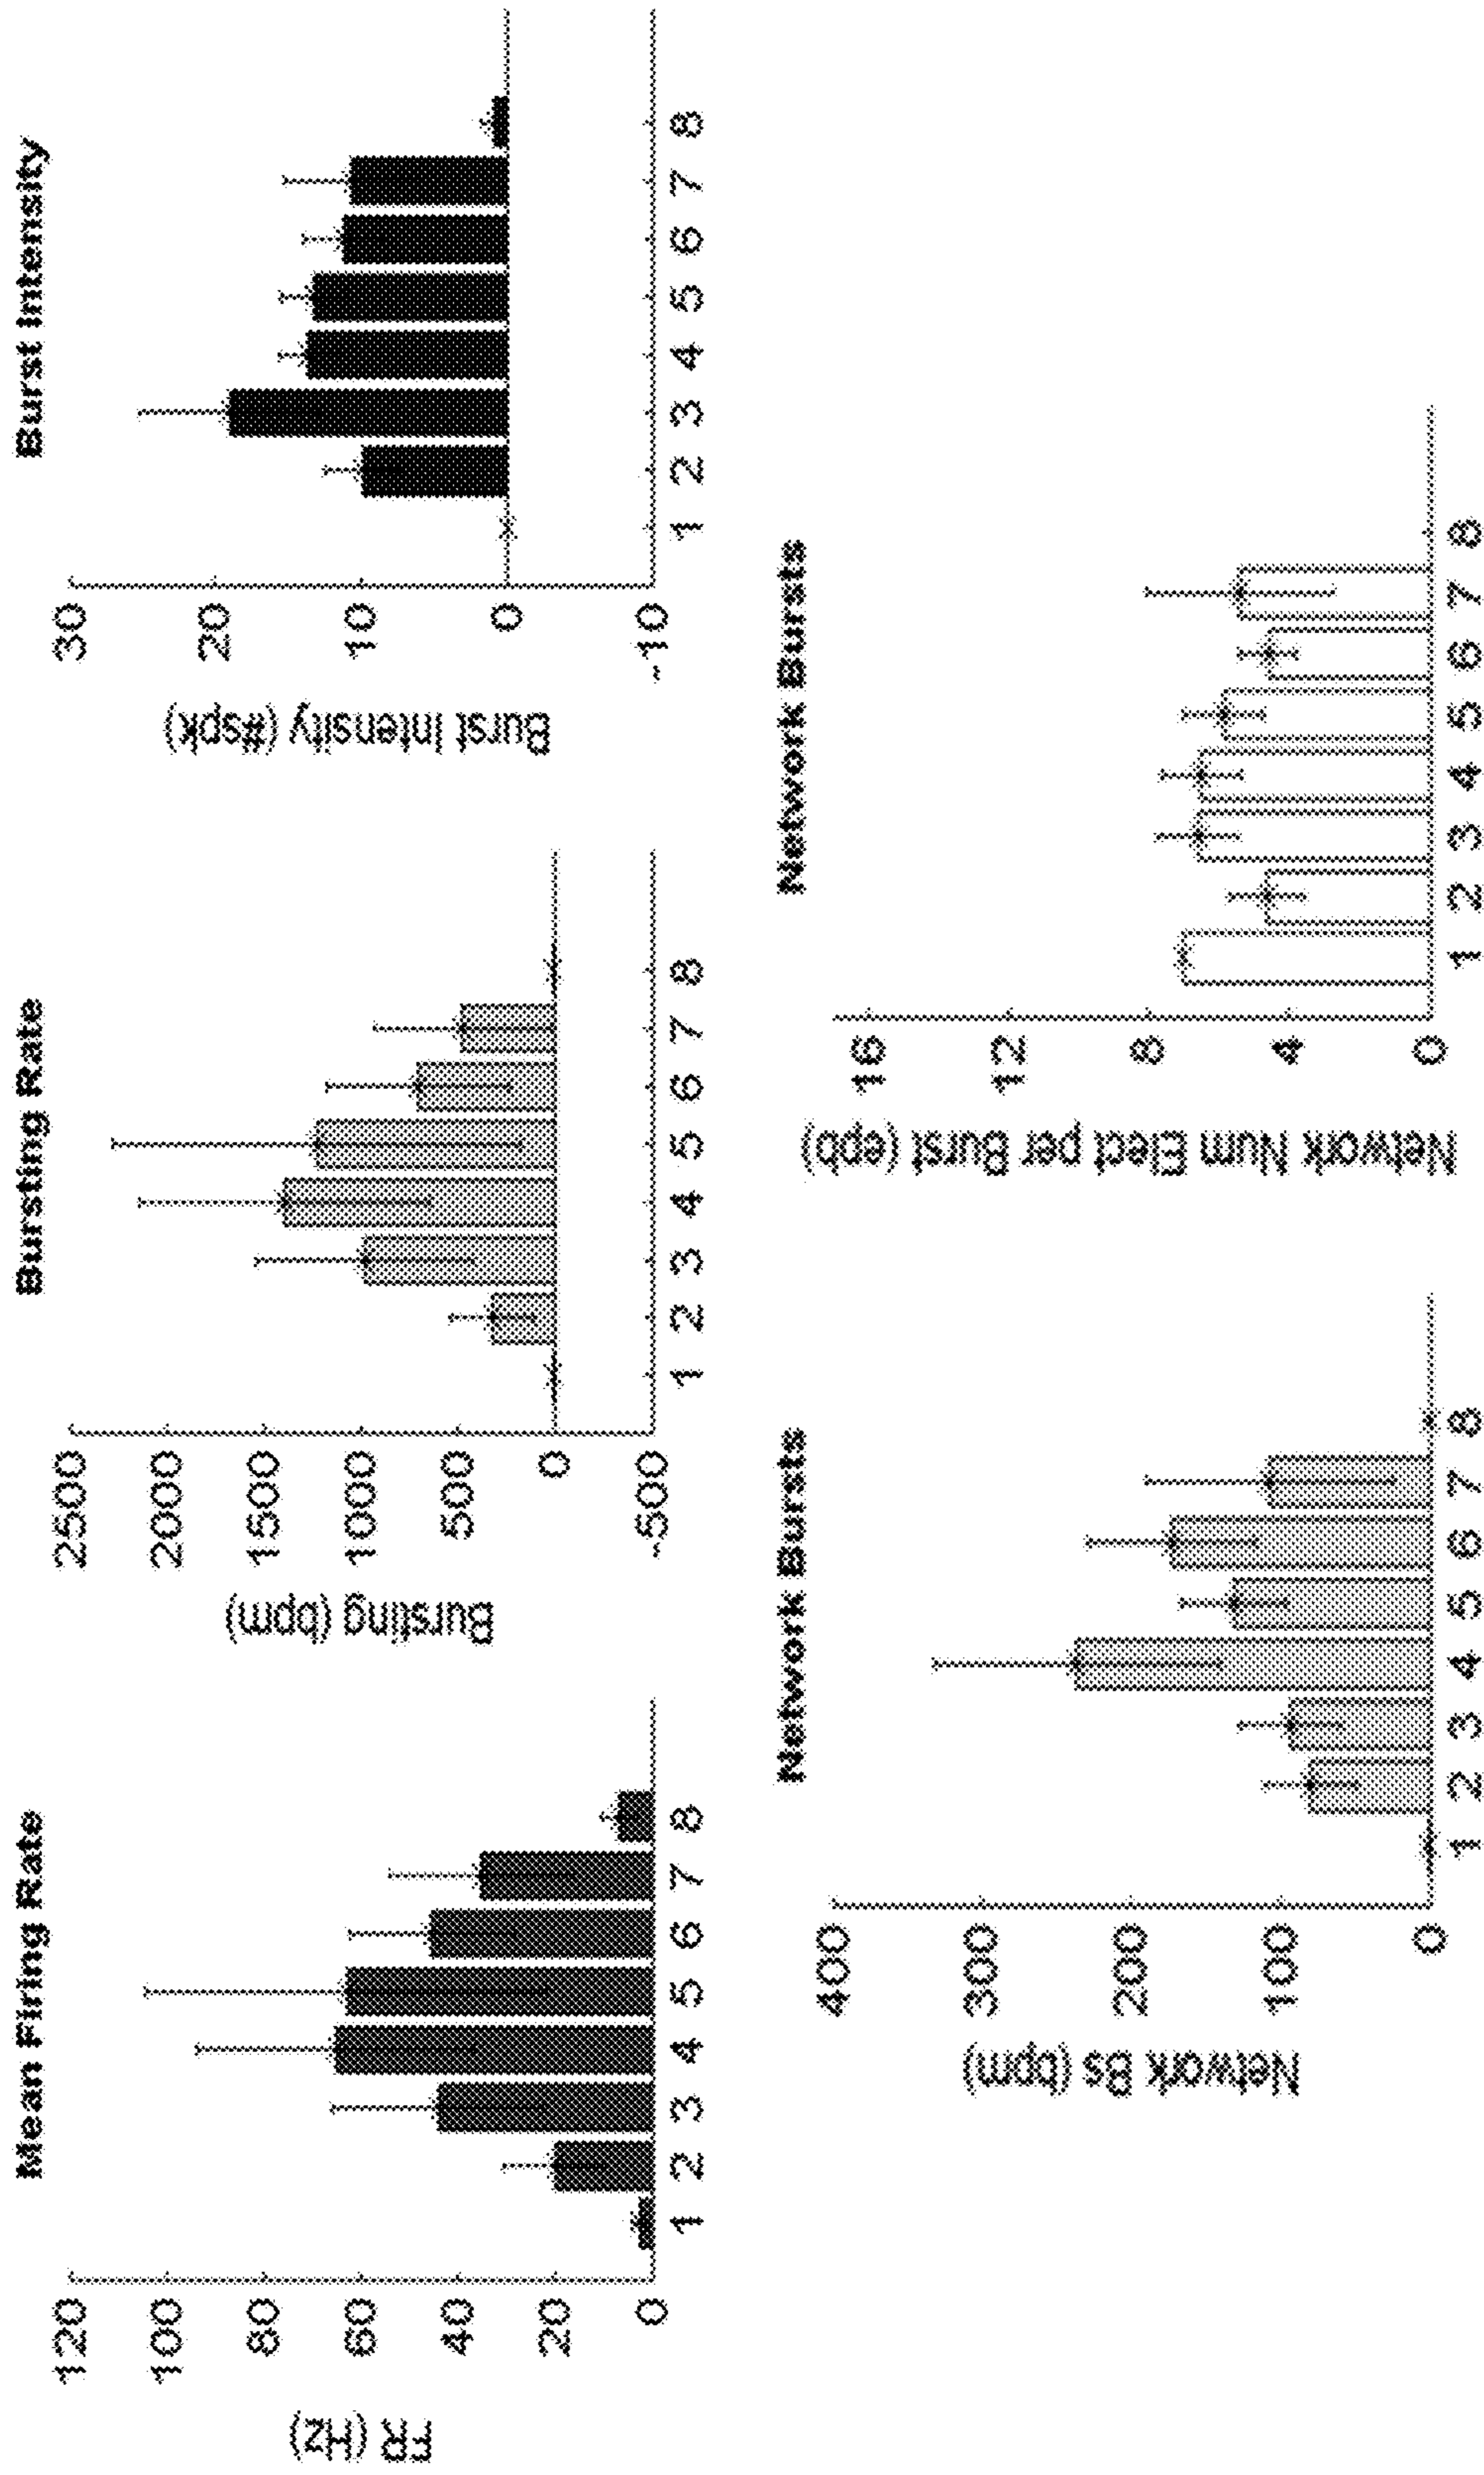 Mean Firing Rate
FR (Hz)
120
100
80
60
40
20
0
1 2 3 4 5 6 7 8
Bursting Rate
Bursting (bpm)
2500
2000
1500
1000
500
0
-500
1 2 3 4 5 6 7 8
Burst Intensity
Burst Intensity (#spk)
30
20
10
0
-10
1 2 3 4 5 6 7 8
Network Bursts
Network Bs (bpm)
400
300
200
100
0
1 2 3 4 5 6 7 8
Network Bursts
Network Num Elect per Burst (epb)
16
12
8
4
0
1 2 3 4 5 6 7 8